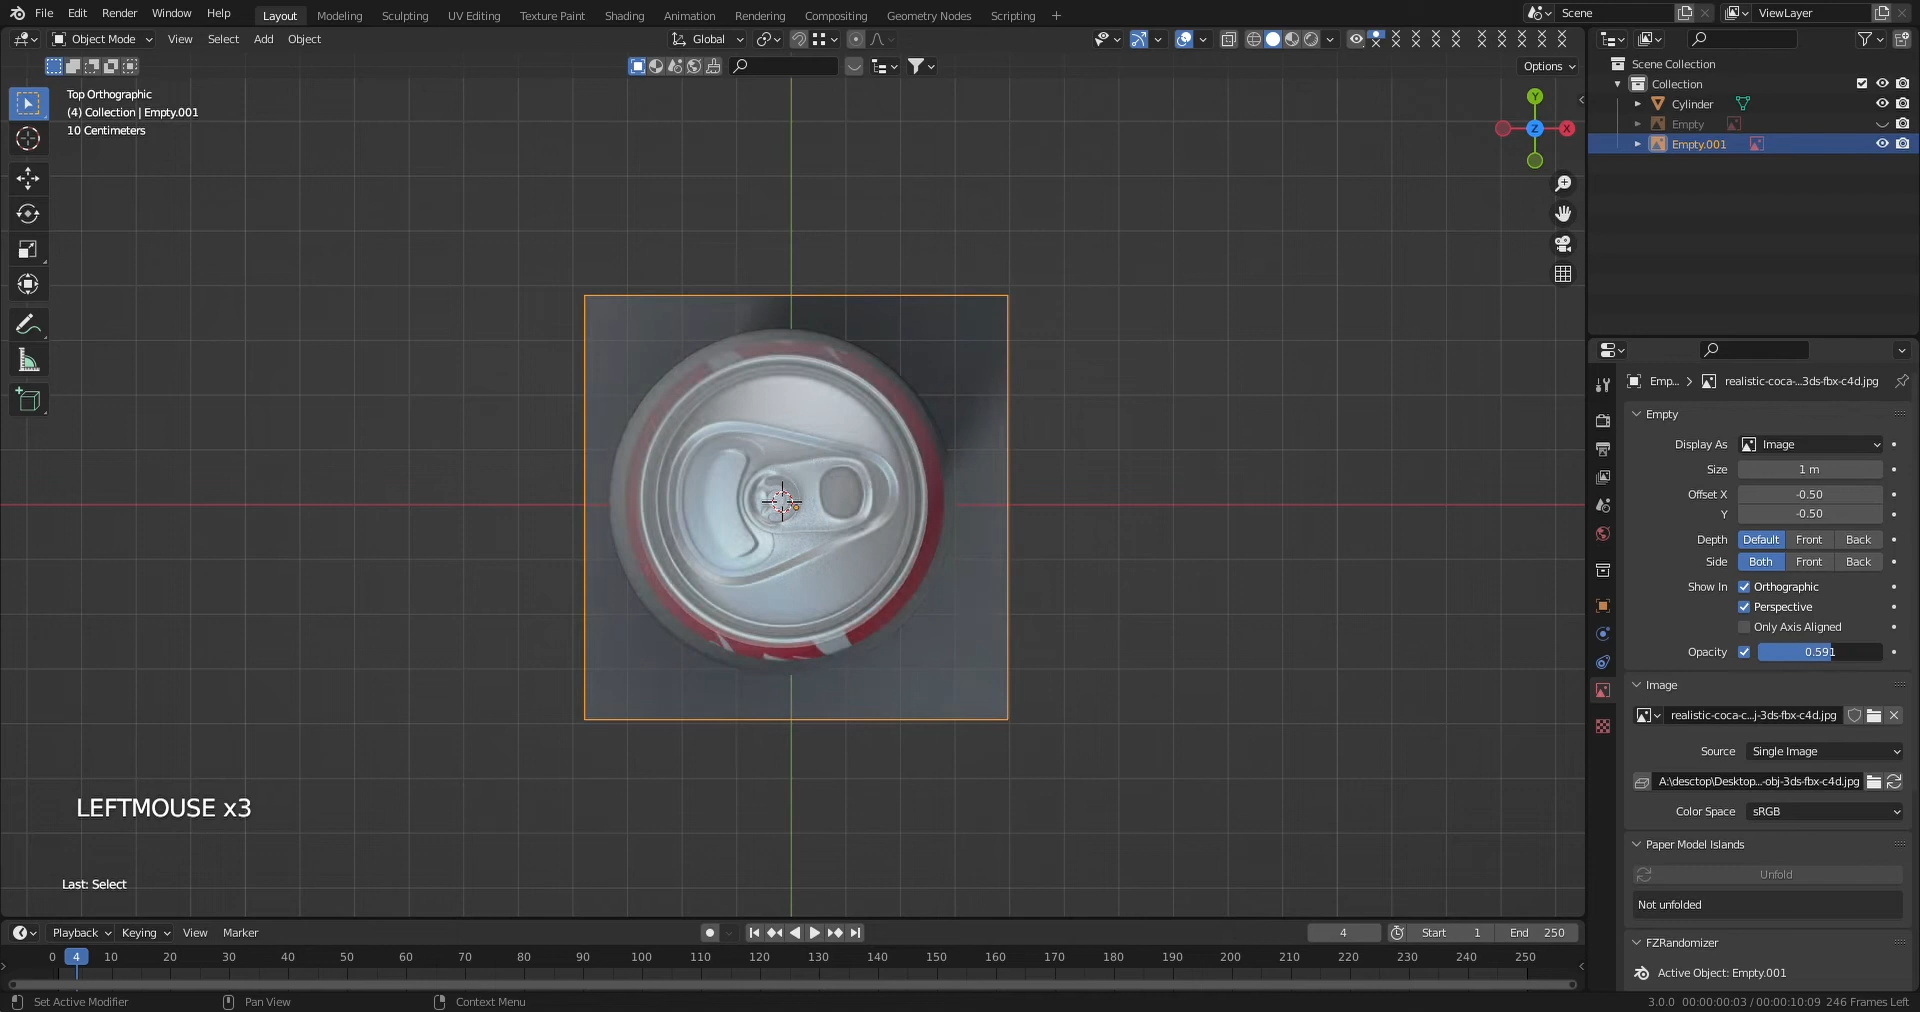 File Edit Render Window Help
Layout Modeling Sculpting UV Editing Texture Paint Shading Animation Rendering Compositing Geometry Nodes Scripting +
Scene ViewLayer
Object Mode View Select Add Object Global
Options
Top Orthographic
(4) Collection | Empty.001
10 Centimeters
Y
Z X
LEFTMOUSE x3
Last: Select
Scene Collection
Collection
Cylinder
Empty
Empty.001
Emp... > realistic-coca-...3ds-fbx-c4d.jpg
Empty
Display As Image
Size 1 m
Offset X -0.50
Y -0.50
Depth Default Front Back
Side Both Front Back
Show In Orthographic
Perspective
Only Axis Aligned
Opacity 0.591
Image
realistic-coca-c...j-3ds-fbx-c4d.jpg
Source Single Image
A:\desctop\Desktop...-obj-3ds-fbx-c4d.jpg
Color Space sRGB
Paper Model Islands
Unfold
Not unfolded
FZRandomizer
Active Object: Empty.001
Playback Keying View Marker
4 Start 1 End 250
0 4 10 20 30 40 50 60 70 80 90 100 110 120 130 140 150 160 170 180 190 200 210 220 230 240 250
Set Active Modifier Pan View Context Menu
3.0.0 00:00:00:03 / 00:00:10:09 246 Frames Left